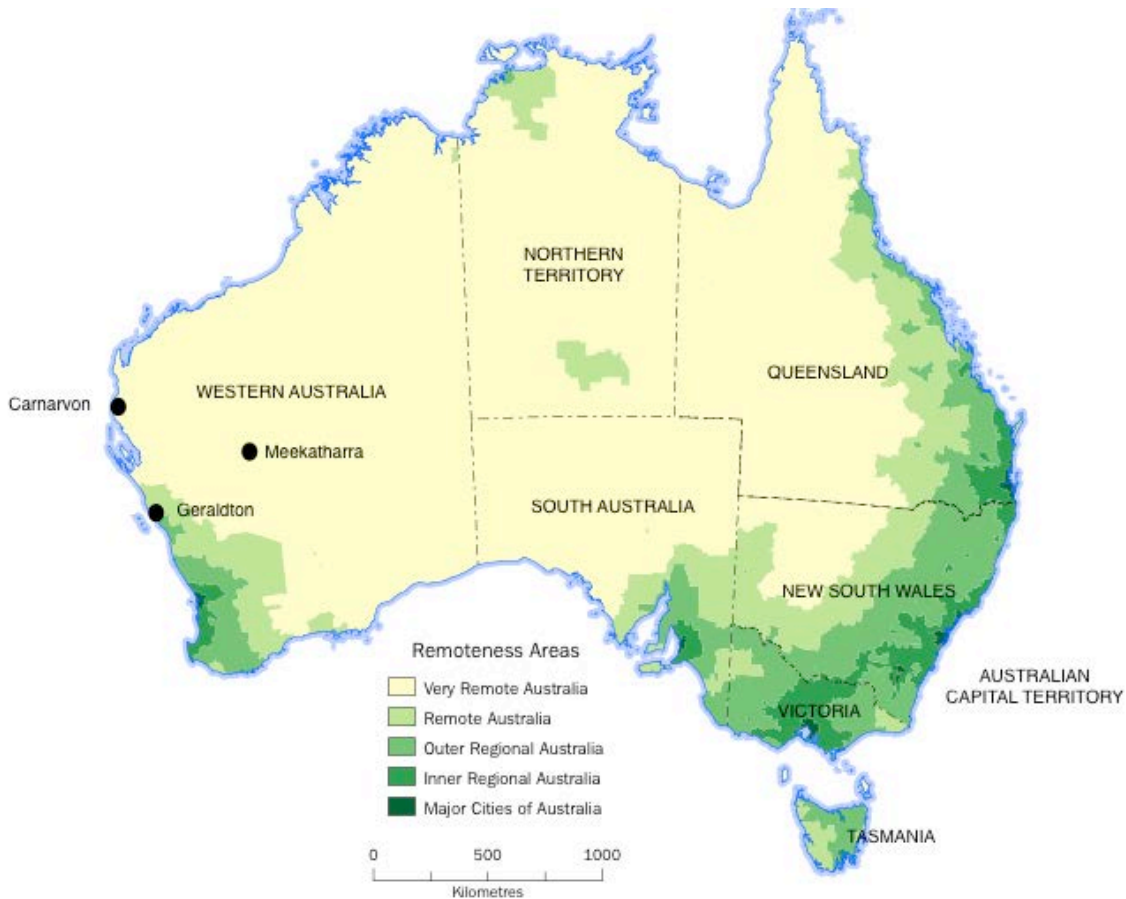 NORTHERN
TERRITORY
QUEENSLAND
WESTERN AUSTRALIA
Carnarvon
Meekatharra
Geraldton
SOUTH AUSTRALIA
NEW SOUTH WALES
Remoteness Areas
Very Remote Australia
Remote Australia
Outer Regional Australia
Inner Regional Australia
Major Cities of Australia
AUSTRALIAN
CAPITAL TERRITORY
VICTORIA
TASMANIA
0 500 1000
Kilometres